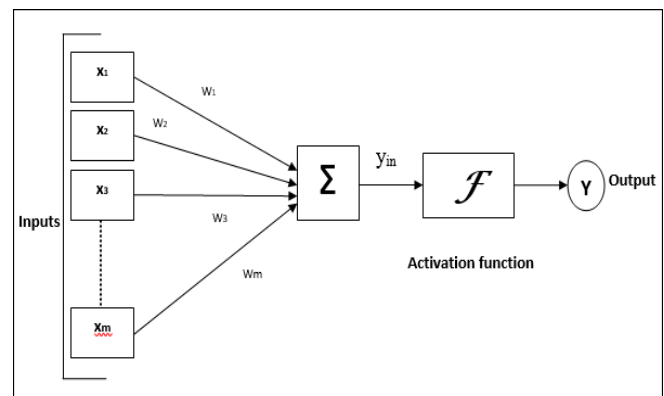 X1
W1
X2
W2
X3
Σ
yin
F
Y
Output
Inputs
W3
Activation function
Wm
Xm